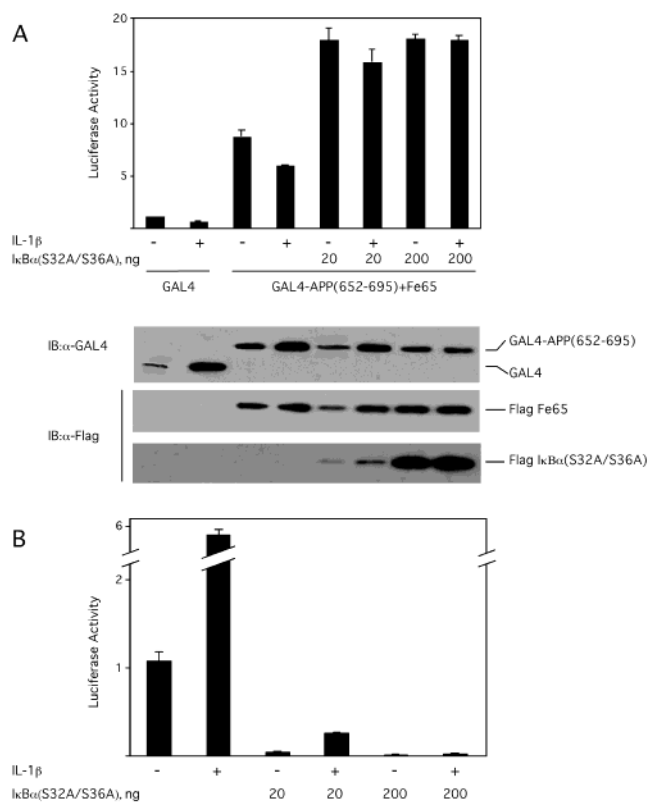 A
20
15
10
5
Luciferase Activity
IL-1β - + - + - + - +
IκBα(S32A/S36A), ng 20 20 200 200
GAL4 GAL4-APP(652-695)+Fe65
IB:α-GAL4
GAL4-APP(652-695)
GAL4
IB:α-Flag
Flag Fe65
Flag IκBα(S32A/S36A)
B
6
2
1
Luciferase Activity
IL-1β - + - + - +
IκBα(S32A/S36A), ng 20 20 200 200